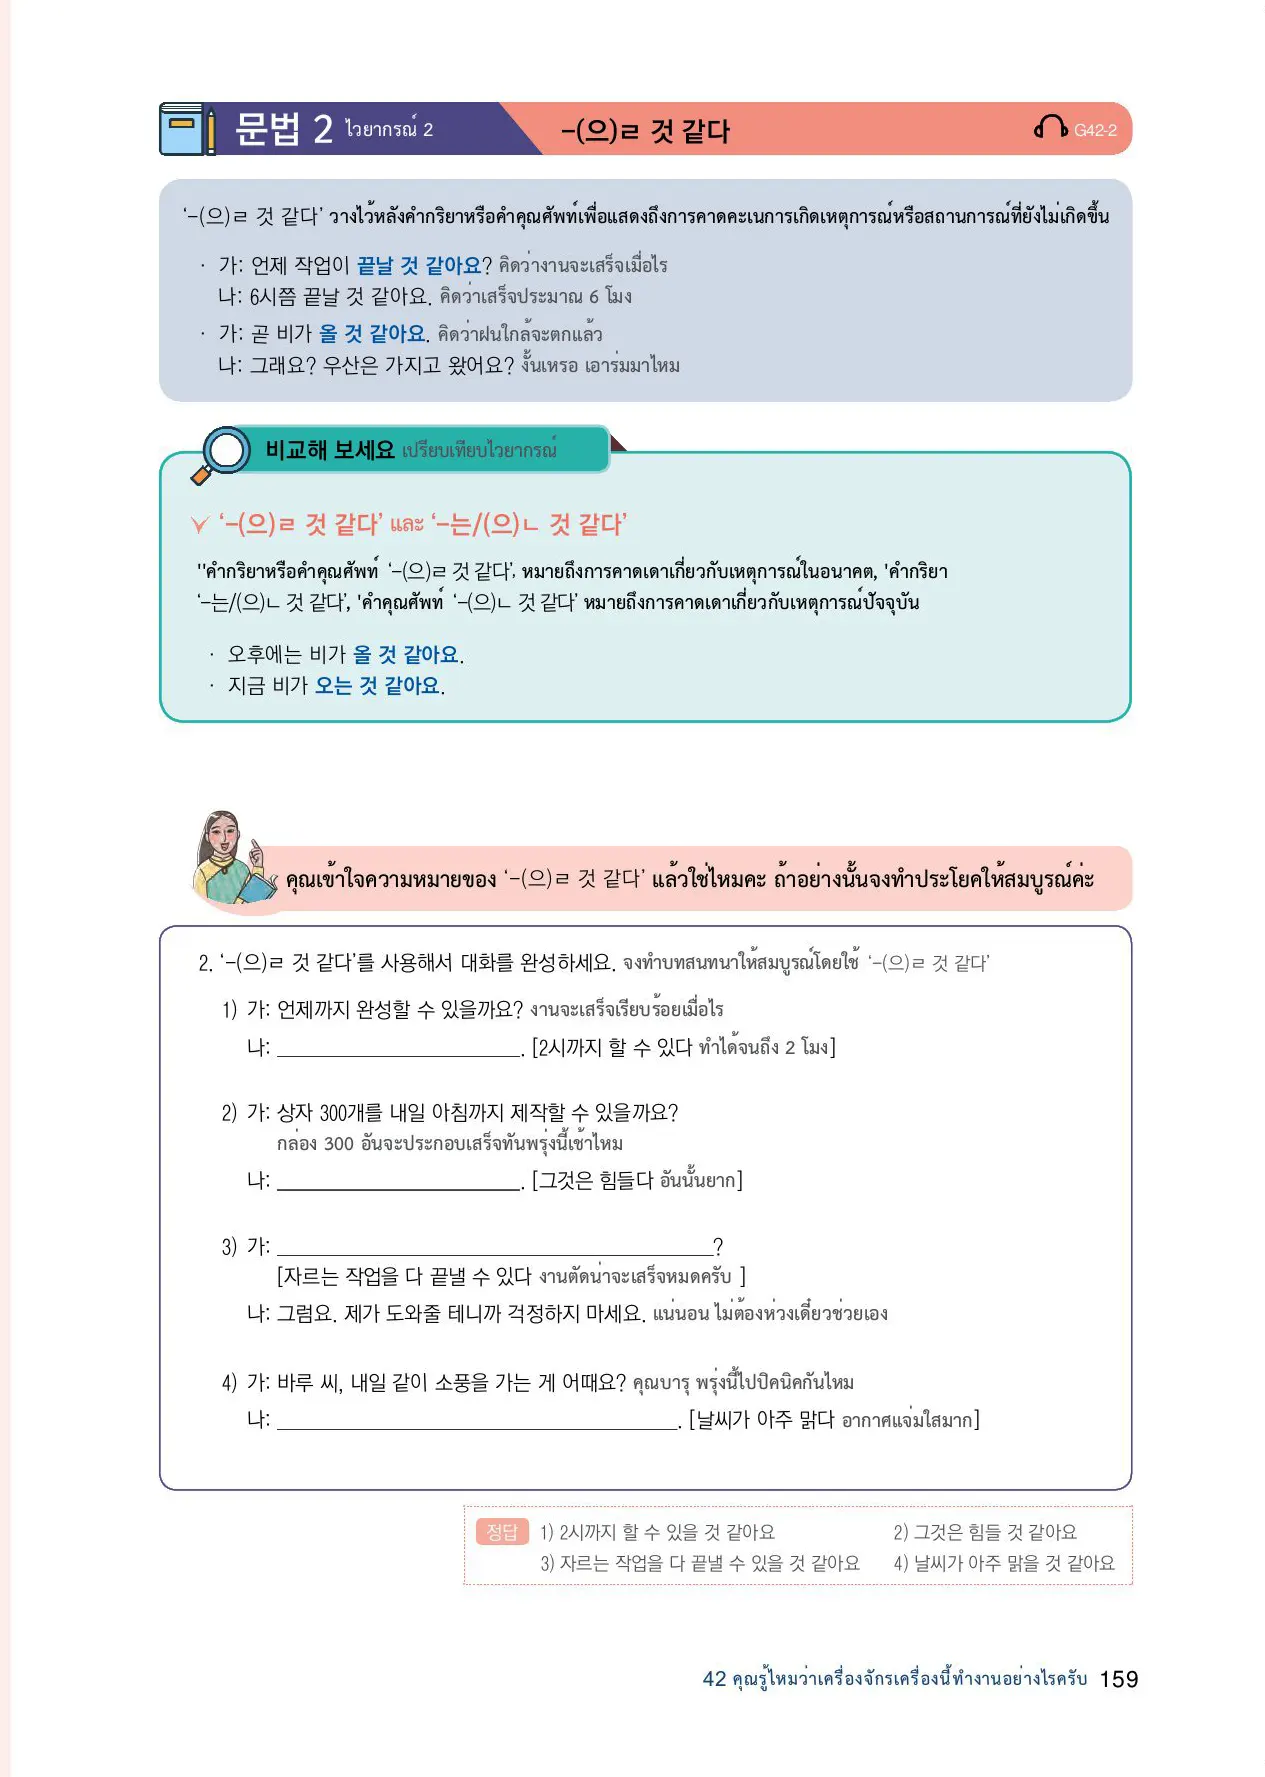 문법 2 ไวยากรณ์ 2 -(으)ㄹ 것 같다 G42-2
‘-(으)ㄹ 것 같다’ วางไว้หลังคำกริยาหรือคำคุณศัพท์เพื่อแสดงถึงการคาดคะเนการเกิดเหตุการณ์หรือสถานการณ์ที่ยังไม่เกิดขึ้น
· 가: 언제 작업이 끝날 것 같아요? คิดว่างานจะเสร็จเมื่อไร
나: 6시쯤 끝날 것 같아요. คิดว่าเสร็จประมาณ 6 โมง
· 가: 곧 비가 올 것 같아요. คิดว่าฝนใกล้จะตกแล้ว
나: 그래요? 우산은 가지고 왔어요? งั้นเหรอ เอาร่มมาไหม
비교해 보세요 เปรียบเทียบไวยากรณ์
‘-(으)ㄹ 것 같다’ และ ‘-는/(으)ㄴ 것 같다’
"คำกริยาหรือคำคุณศัพท์ ‘-(으)ㄹ 것 같다’, หมายถึงการคาดเดาเกี่ยวกับเหตุการณ์ในอนาคต, 'คำกริยา
‘-는/(으)ㄴ 것 같다’, 'คำคุณศัพท์ ‘-(으)ㄴ 것 같다’ หมายถึงการคาดเดาเกี่ยวกับเหตุการณ์ปัจจุบัน
· 오후에는 비가 올 것 같아요.
· 지금 비가 오는 것 같아요.
คุณเข้าใจความหมายของ ‘-(으)ㄹ 것 같다’ แล้วใช่ไหมคะ ถ้าอย่างนั้นจงทำประโยคให้สมบูรณ์ค่ะ
2. ‘-(으)ㄹ 것 같다’를 사용해서 대화를 완성하세요. จงทำบทสนทนาให้สมบูรณ์โดยใช้ ‘-(으)ㄹ 것 같다’
1) 가: 언제까지 완성할 수 있을까요? งานจะเสร็จเรียบร้อยเมื่อไร
나: ____________________. [2시까지 할 수 있다 ทำได้จนถึง 2 โมง]
2) 가: 상자 300개를 내일 아침까지 제작할 수 있을까요?
กล่อง 300 อันจะประกอบเสร็จทันพรุ่งนี้เช้าไหม
나: ____________________. [그것은 힘들다 อันนั้นยาก]
3) 가: ____________________________________?
[자르는 작업을 다 끝낼 수 있다 งานตัดน่าจะเสร็จหมดครับ ]
나: 그럼요. 제가 도와줄 테니까 걱정하지 마세요. แน่นอน ไม่ต้องห่วงเดี๋ยวช่วยเอง
4) 가: 바루 씨, 내일 같이 소풍을 가는 게 어때요? คุณบารุ พรุ่งนี้ไปปิคนิคกันไหม
나: _________________________________. [날씨가 아주 맑다 อากาศแจ่มใสมาก]
정답 1) 2시까지 할 수 있을 것 같아요 2) 그것은 힘들 것 같아요
3) 자르는 작업을 다 끝낼 수 있을 것 같아요 4) 날씨가 아주 맑을 것 같아요
42 คุณรู้ไหมว่าเครื่องจักรเครื่องนี้ทำงานอย่างไรครับ 159